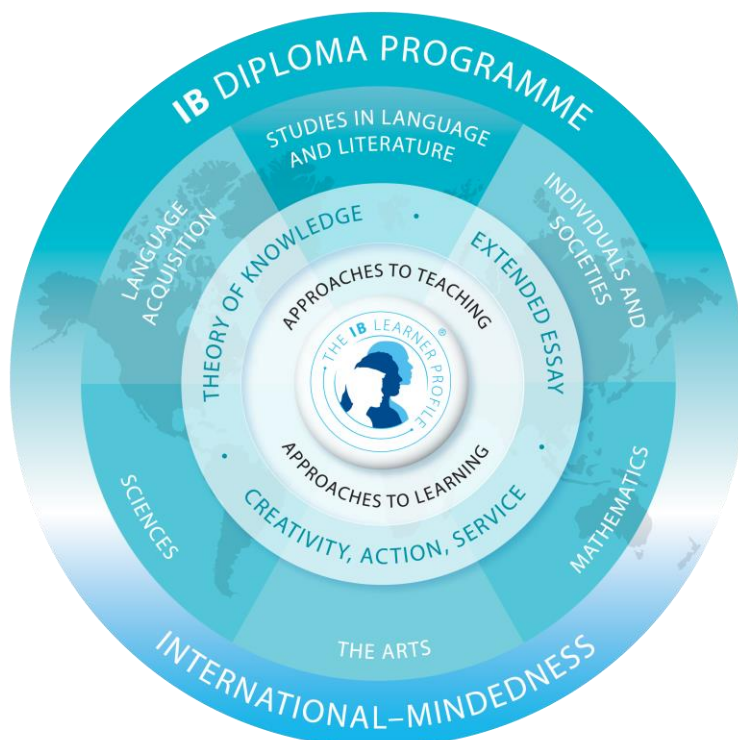 IB DIPLOMA PROGRAMME
STUDIES IN LANGUAGE
AND LITERATURE
LANGUAGE
ACQUISITION
INDIVIDUALS AND
SOCIETIES
THEORY OF KNOWLEDGE
·
EXTENDED ESSAY
APPROACHES TO TEACHING
• THE IB LEARNER PROFILE •
®
APPROACHES TO LEARNING
·
CREATIVITY, ACTION, SERVICE
·
SCIENCES
MATHEMATICS
THE ARTS
INTERNATIONAL–MINDEDNESS